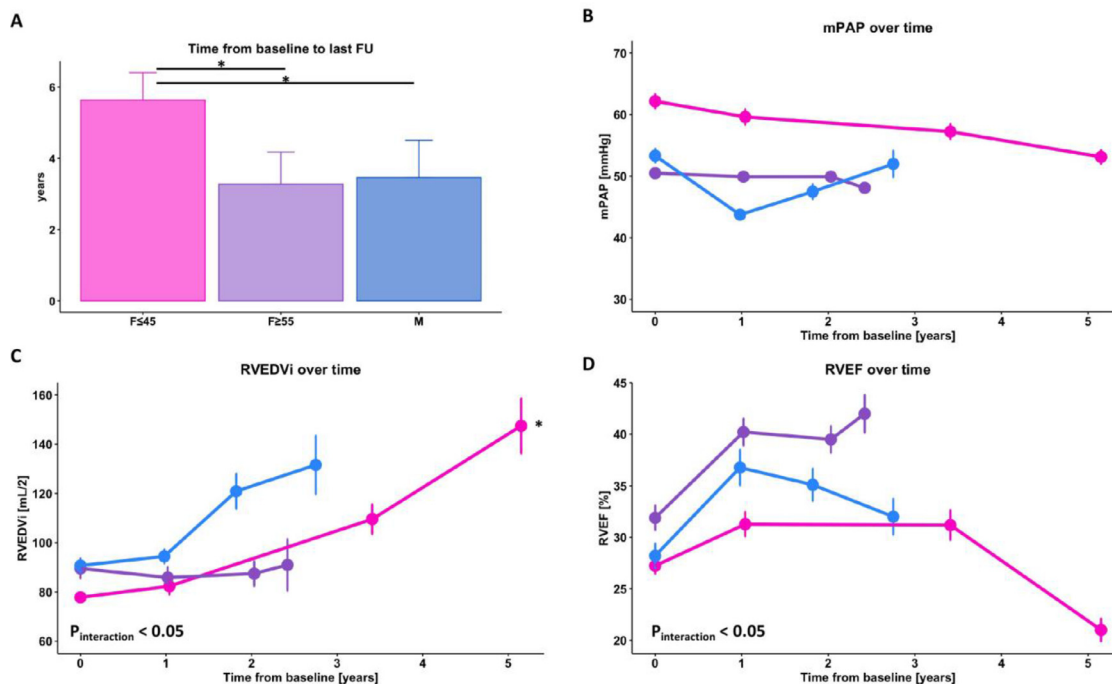 A
Time from baseline to last FU
*
*
6
4
2
0
years
F≤45
F≥55
M
B
mPAP over time
70
60
50
40
30
mPAP [mmHg]
0 1 2 3 4 5
Time from baseline [years]
C
RVEDVi over time
160
140
120
100
80
60
RVEDVi [mL/2]
*
P interaction < 0.05
0 1 2 3 4 5
Time from baseline [years]
D
RVEF over time
45
40
35
30
25
20
RVEF [%]
P interaction < 0.05
0 1 2 3 4 5
Time from baseline [years]